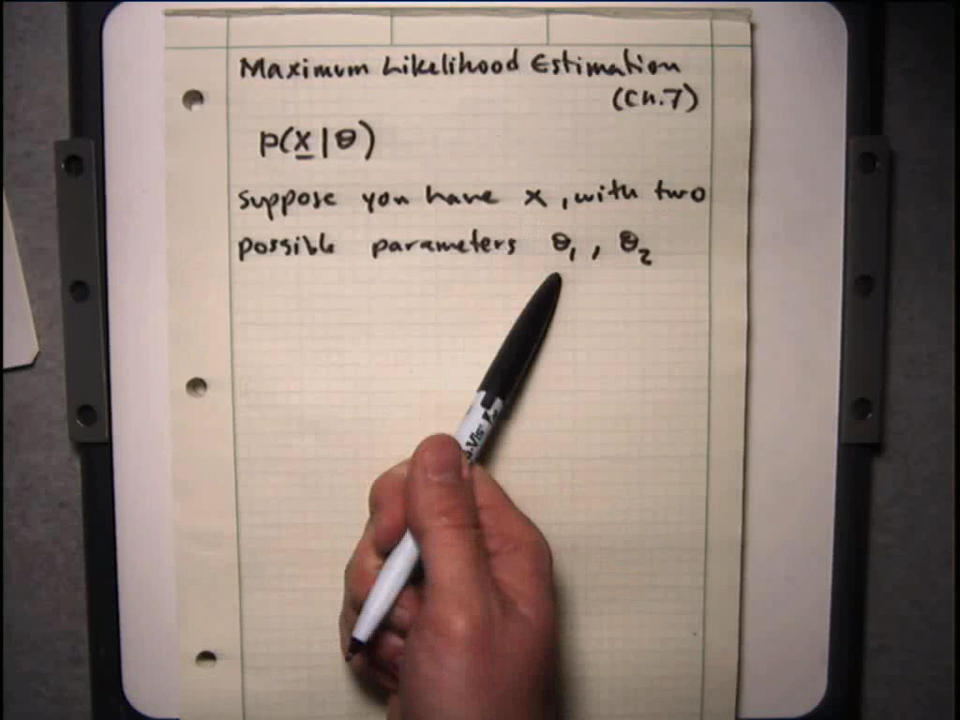 Maximum Likelihood Estimation
(Ch.7)
p(x|θ)
suppose you have x, with two
possible parameters θ₁, θ₂